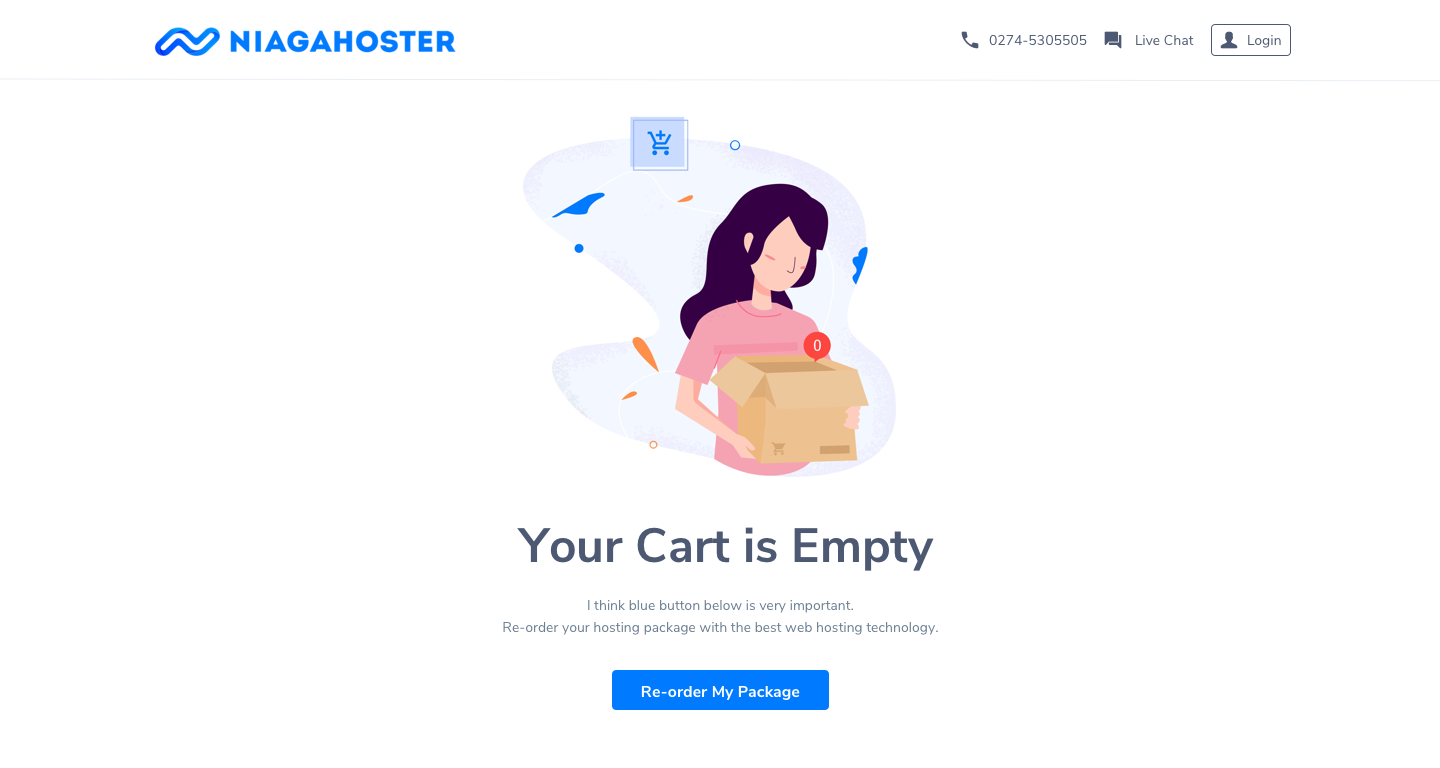 NIAGAHOSTER
0274-5305505
Live Chat
Login
0
Your Cart is Empty
I think blue button below is very important.
Re-order your hosting package with the best web hosting technology.
Re-order My Package